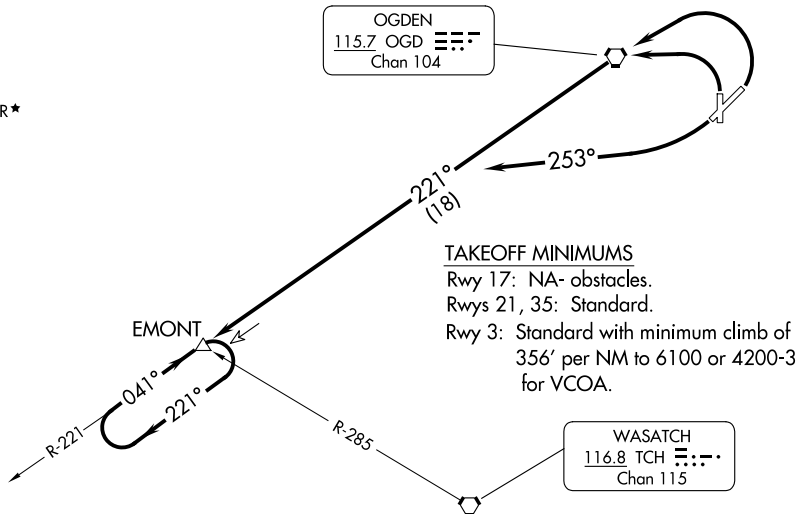 OGDEN
115.7 OGD
Chan 104
R★
253°
221°
(18)
TAKEOFF MINIMUMS
Rwy 17: NA- obstacles.
Rwys 21, 35: Standard.
Rwy 3: Standard with minimum climb of
356' per NM to 6100 or 4200-3
for VCOA.
EMONT
041°
221°
R-221
R-285
WASATCH
116.8 TCH
Chan 115